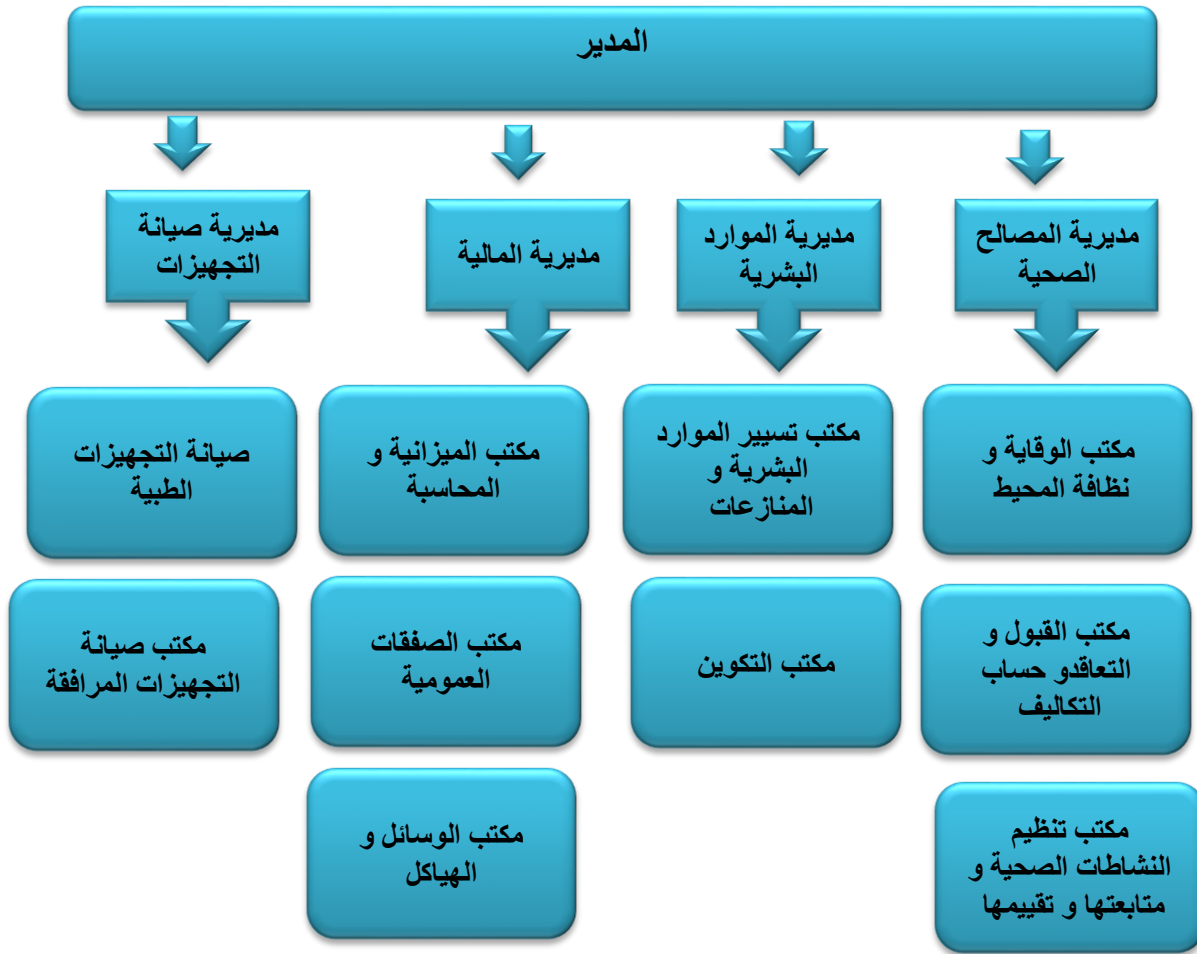 المدير
مديرية المصالح
الصحية
مديرية الموارد
البشرية
مديرية المالية
مديرية صيانة
التجهيزات
مكتب الوقاية و
نظافة المحيط
مكتب تسيير الموارد
البشرية و
المنازعات
مكتب الميزانية و
المحاسبة
صيانة التجهيزات
الطبية
مكتب القبول و
التعاقدو حساب
التكاليف
مكتب التكوين
مكتب الصفقات
العمومية
مكتب صيانة
التجهيزات المرافقة
مكتب تنظيم
النشاطات الصحية و
متابعتها و تقييمها
مكتب الوسائل و
الهياكل